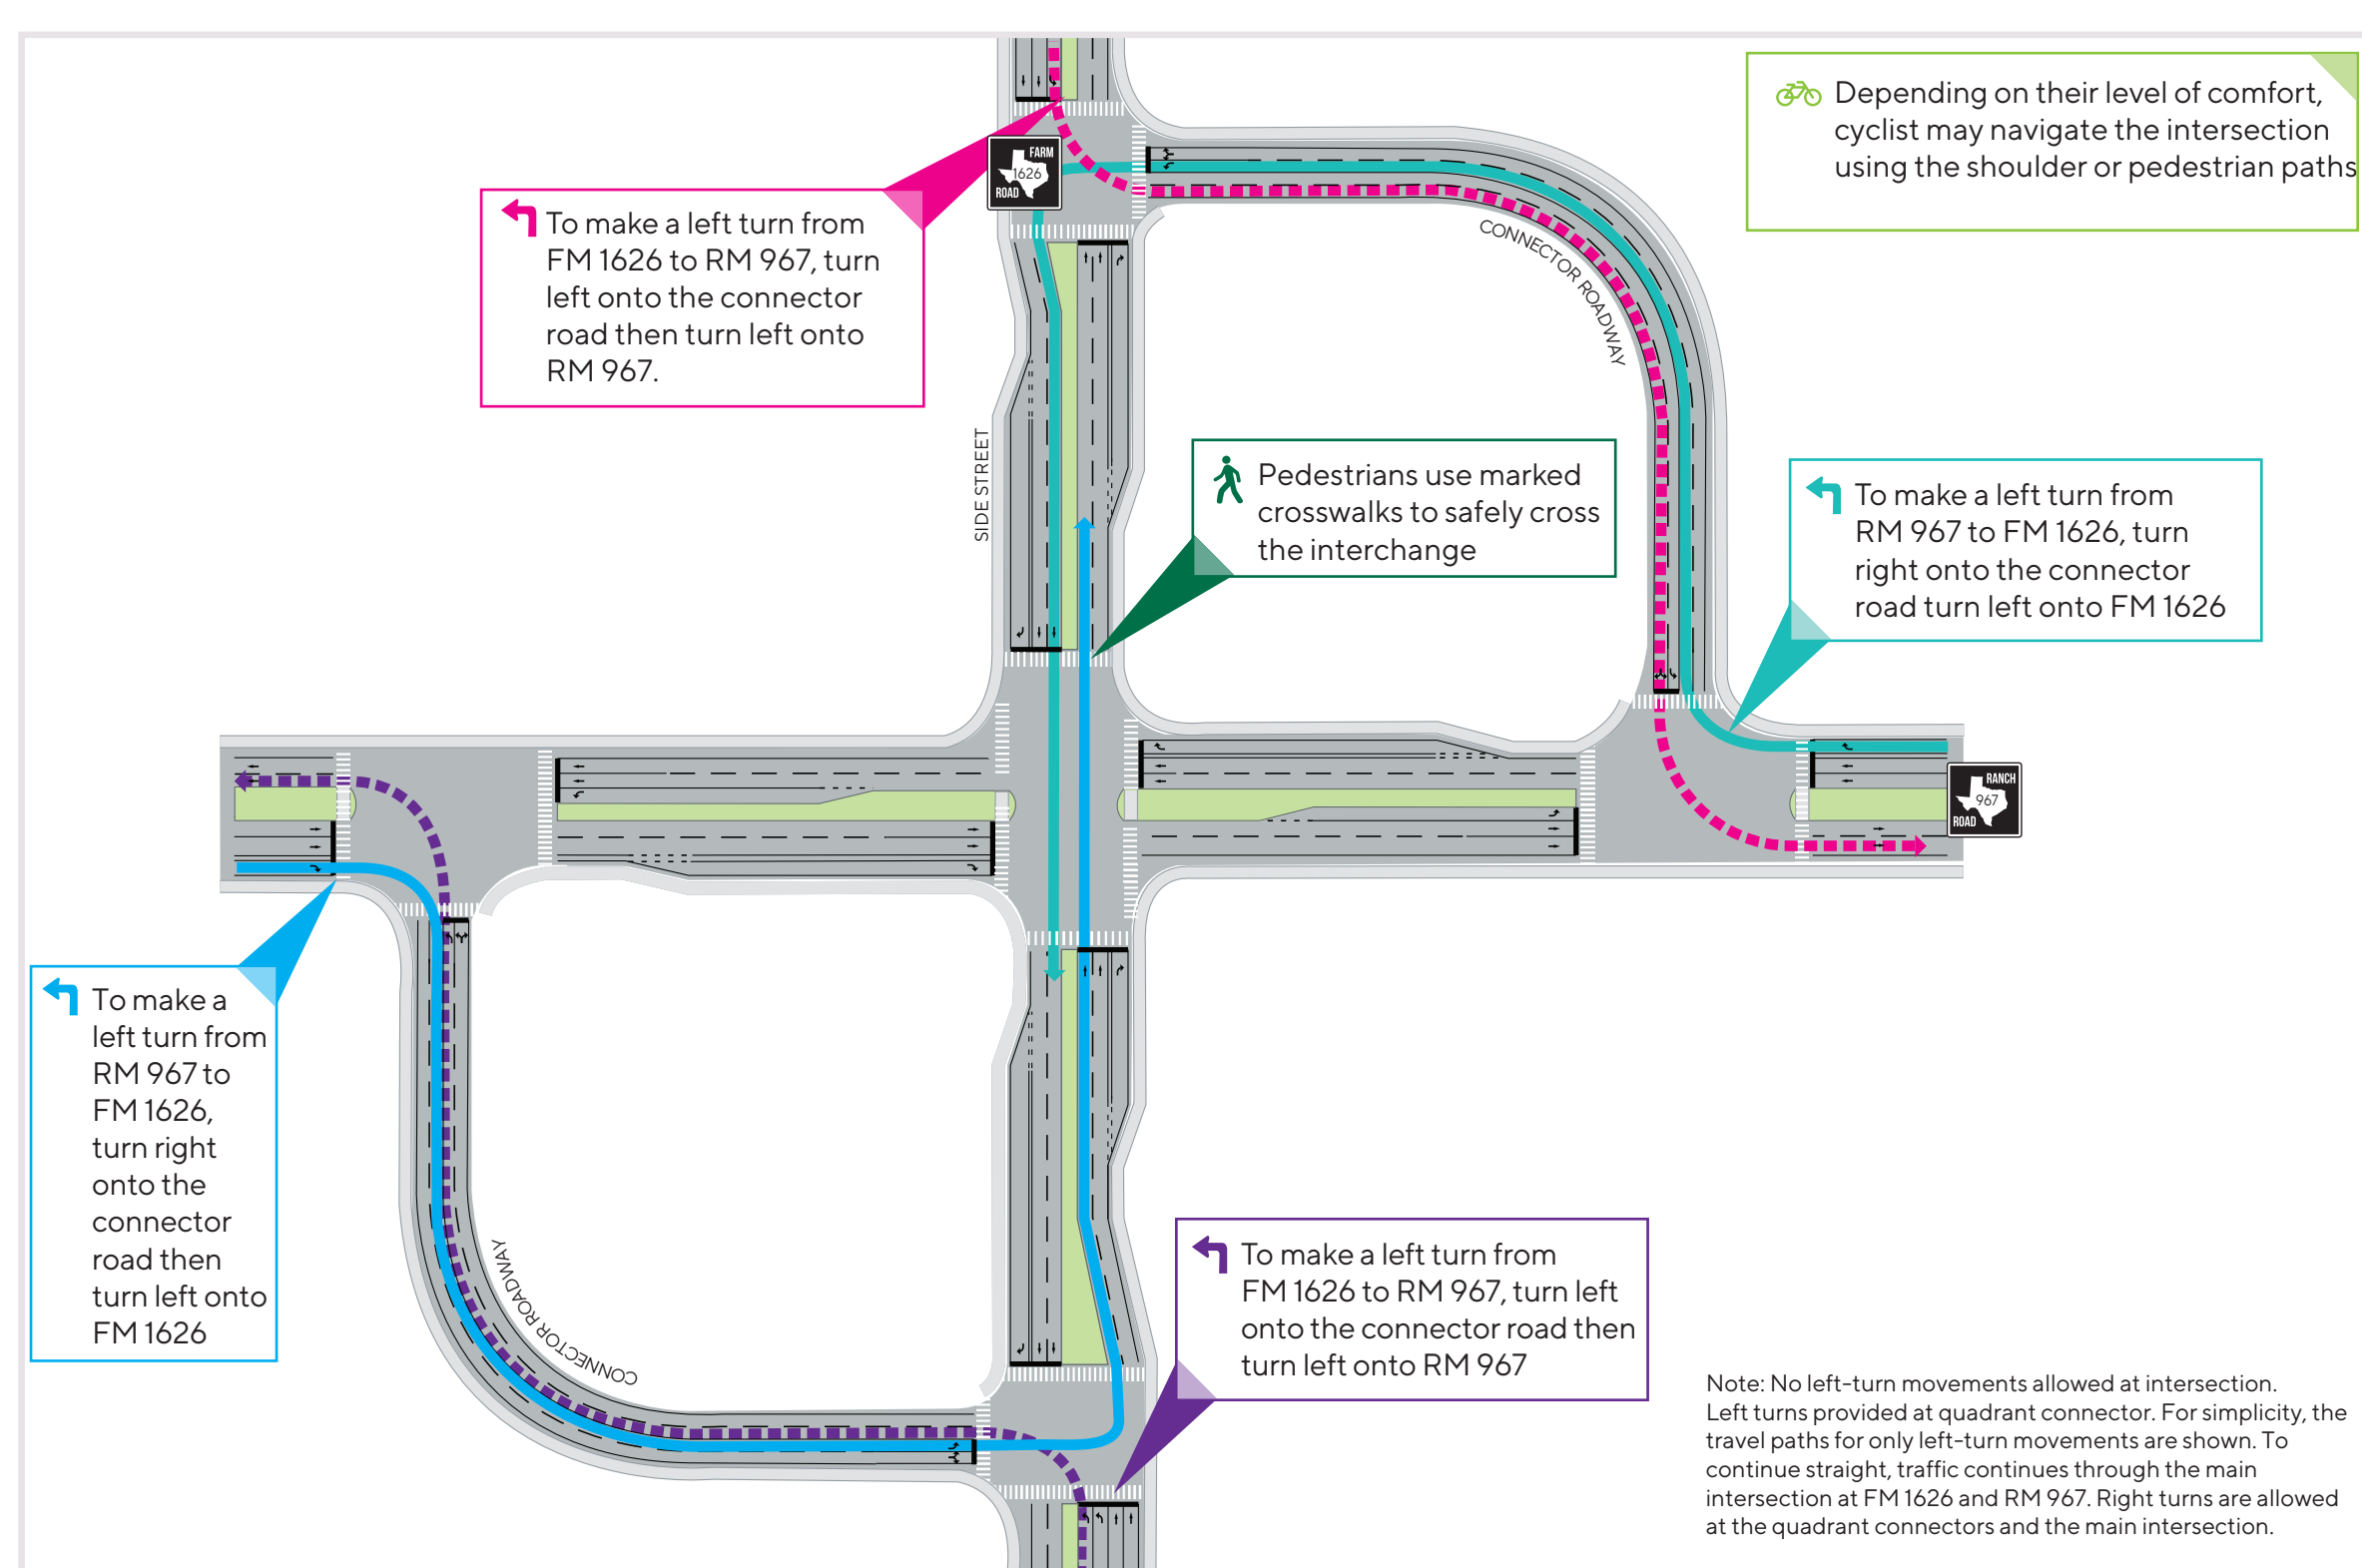 Depending on their level of comfort,
cyclist may navigate the intersection
using the shoulder or pedestrian paths
FARM
1626
ROAD
To make a left turn from
FM 1626 to RM 967, turn
left onto the connector
road then turn left onto
RM 967.
CONNECTOR ROADWAY
SIDE STREET
Pedestrians use marked
crosswalks to safely cross
the interchange
To make a left turn from
RM 967 to FM 1626, turn
right onto the connector
road turn left onto FM 1626
RANCH
967
ROAD
To make a
left turn from
RM 967 to
FM 1626,
turn right
onto the
connector
road then
turn left onto
FM 1626
CONNECTOR ROADWAY
To make a left turn from
FM 1626 to RM 967, turn left
onto the connector road then
turn left onto RM 967
Note: No left-turn movements allowed at intersection.
Left turns provided at quadrant connector. For simplicity, the
travel paths for only left-turn movements are shown. To
continue straight, traffic continues through the main
intersection at FM 1626 and RM 967. Right turns are allowed
at the quadrant connectors and the main intersection.